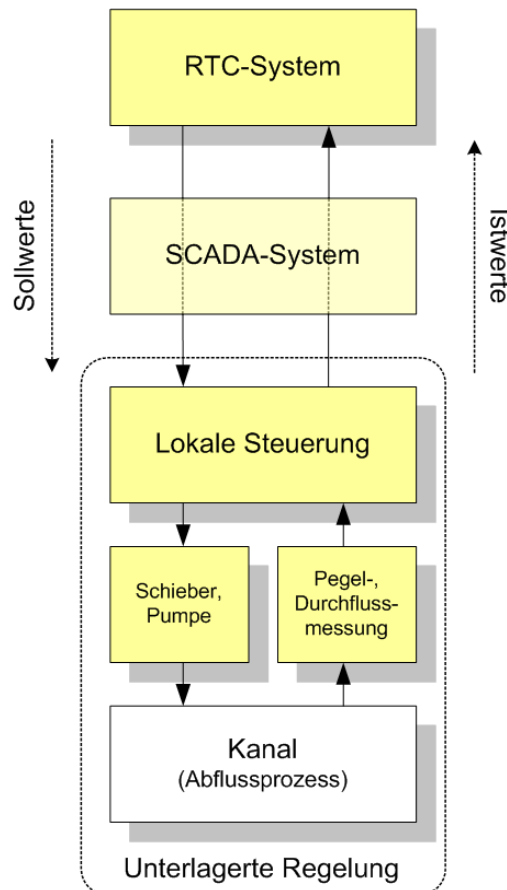 RTC-System
Sollwerte
SCADA-System
Istwerte
Lokale Steuerung
Schieber,
Pumpe
Pegel-,
Durchfluss-
messung
Kanal
(Abflussprozess)
Unterlagerte Regelung